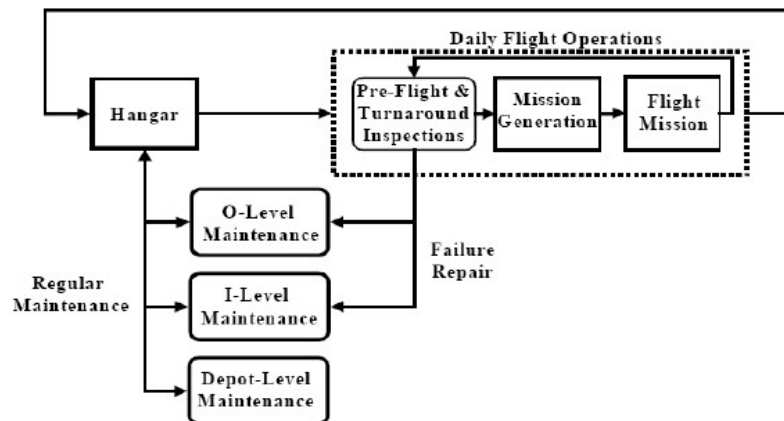 Daily Flight Operations
Hangar
Pre-Flight &
Turnaround
Inspections
Mission
Generation
Flight
Mission
O-Level
Maintenance
Failure
Repair
Regular
Maintenance
I-Level
Maintenance
Depot-Level
Maintenance